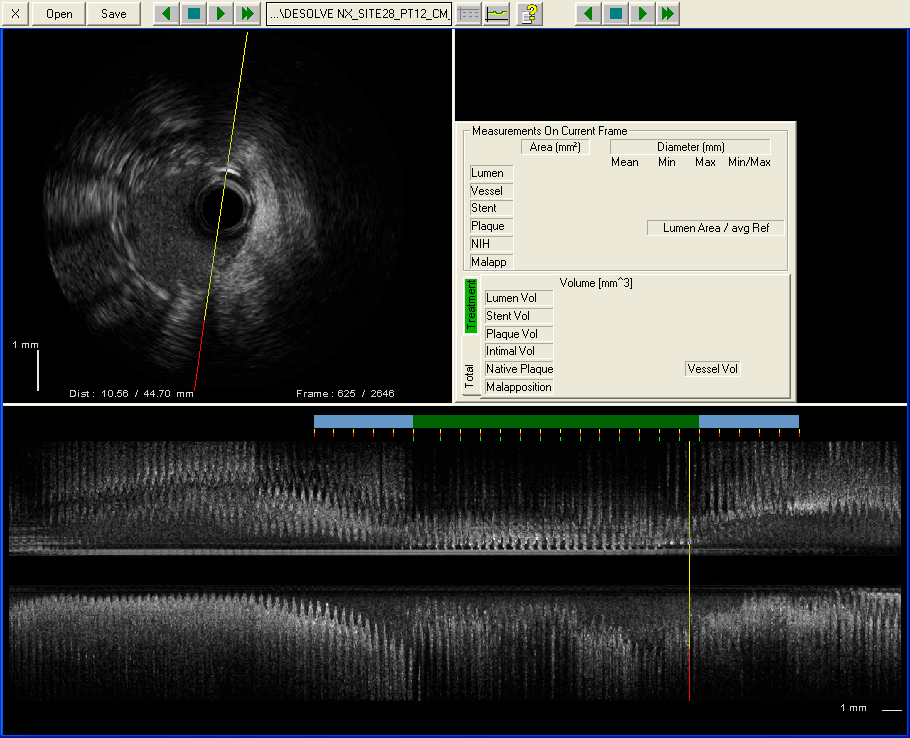 X Open Save ...\DESOLVE NX_SITE28_PT12_CM,
Measurements On Current Frame
Area (mm²) Diameter (mm)
Mean Min Max Min/Max
Lumen
Vessel
Stent
Plaque Lumen Area / avg Ref
NIH
Malapp
Treatment
Total
Volume [mm^3]
Lumen Vol
Stent Vol
Plaque Vol
Intimal Vol
Native Plaque Vessel Vol
Malapposition
1 mm
Dist : 10.56 / 44.70 mm Frame : 625 / 2646
1 mm